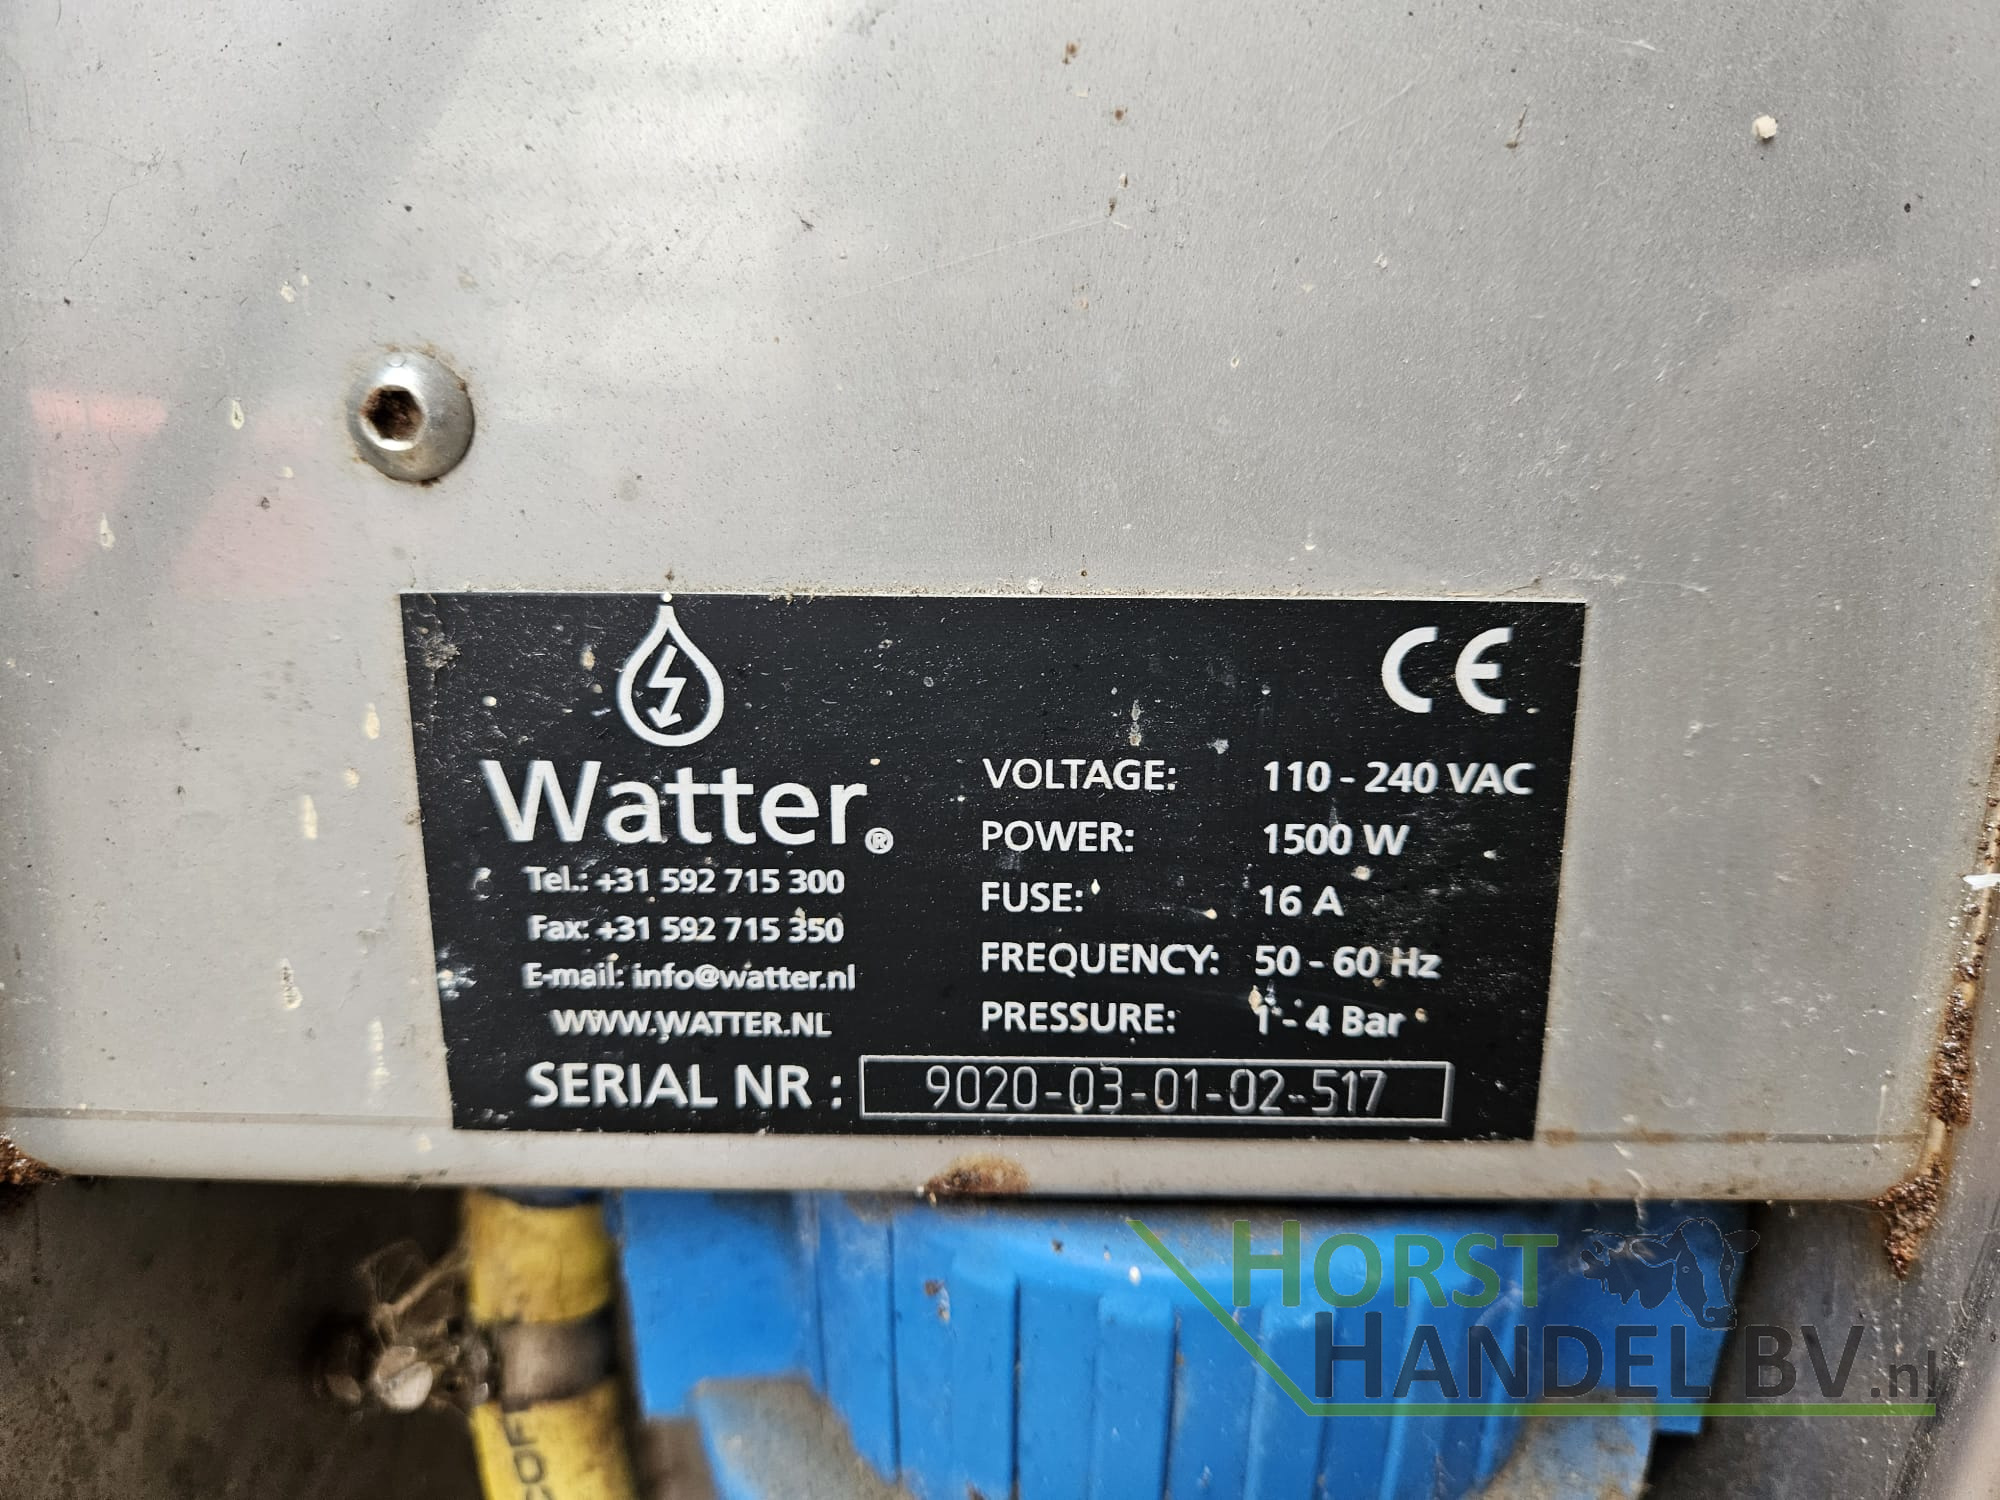 CE
Watter®
Tel.: +31 592 715 300
Fax: +31 592 715 350
E-mail: info@watter.nl
WWW.WATTER.NL
VOLTAGE: 110 - 240 VAC
POWER: 1500 W
FUSE: 16 A
FREQUENCY: 50 - 60 Hz
PRESSURE: 1 - 4 Bar
SERIAL NR : 9020-03-01-02-517
HORST
HANDEL BV.nl